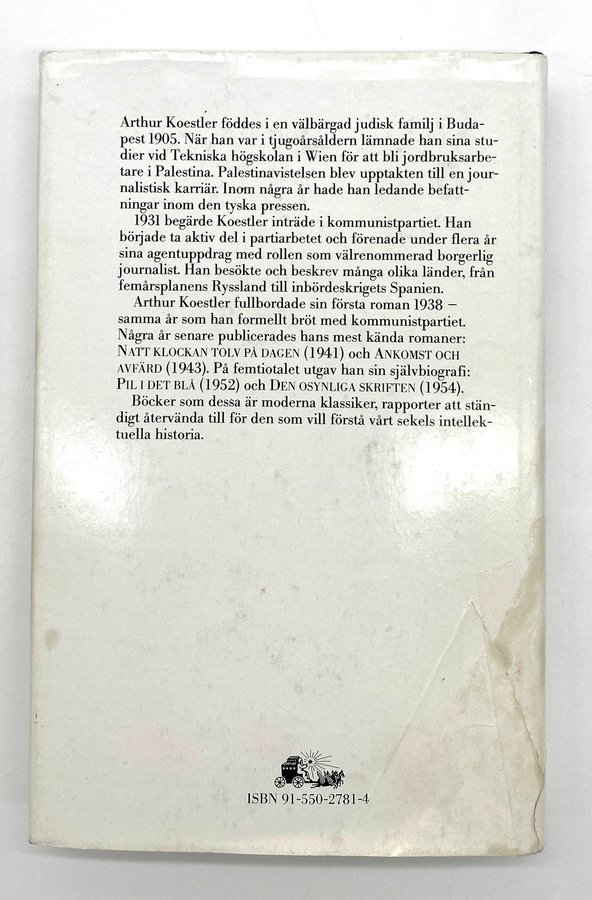 Arthur Koestler föddes i en välbärgad judisk familj i Buda-
pest 1905. När han var i tjugoårsåldern lämnade han sina stu-
dier vid Tekniska högskolan i Wien för att bli jordbruksarbe-
tare i Palestina. Palestinavistelsen blev upptakten till en jour-
nalistisk karriär. Inom några år hade han ledande befatt-
ningar inom den tyska pressen.
1931 begärde Koestler inträde i kommunistpartiet. Han
började ta aktiv del i partiarbetet och förenade under flera år
sina agentuppdrag med rollen som välrenommerad borgerlig
journalist. Han besökte och beskrev många olika länder, från
femårsplanens Ryssland till inbördeskrigets Spanien.
Arthur Koestler fullbordade sin första roman 1938 –
samma år som han formellt bröt med kommunistpartiet.
Några år senare publicerades hans mest kända romaner:
NATT KLOCKAN TOLV PÅ DAGEN (1941) och ANKOMST OCH
AVFÄRD (1943). På femtiotalet utgav han sin självbiografi:
PIL I DET BLÅ (1952) och DEN OSYNLIGA SKRIFTEN (1954).
Böcker som dessa är moderna klassiker, rapporter att stän-
digt återvända till för den som vill förstå vårt sekels intellek-
tuella historia.
ISBN 91-550-2781-4